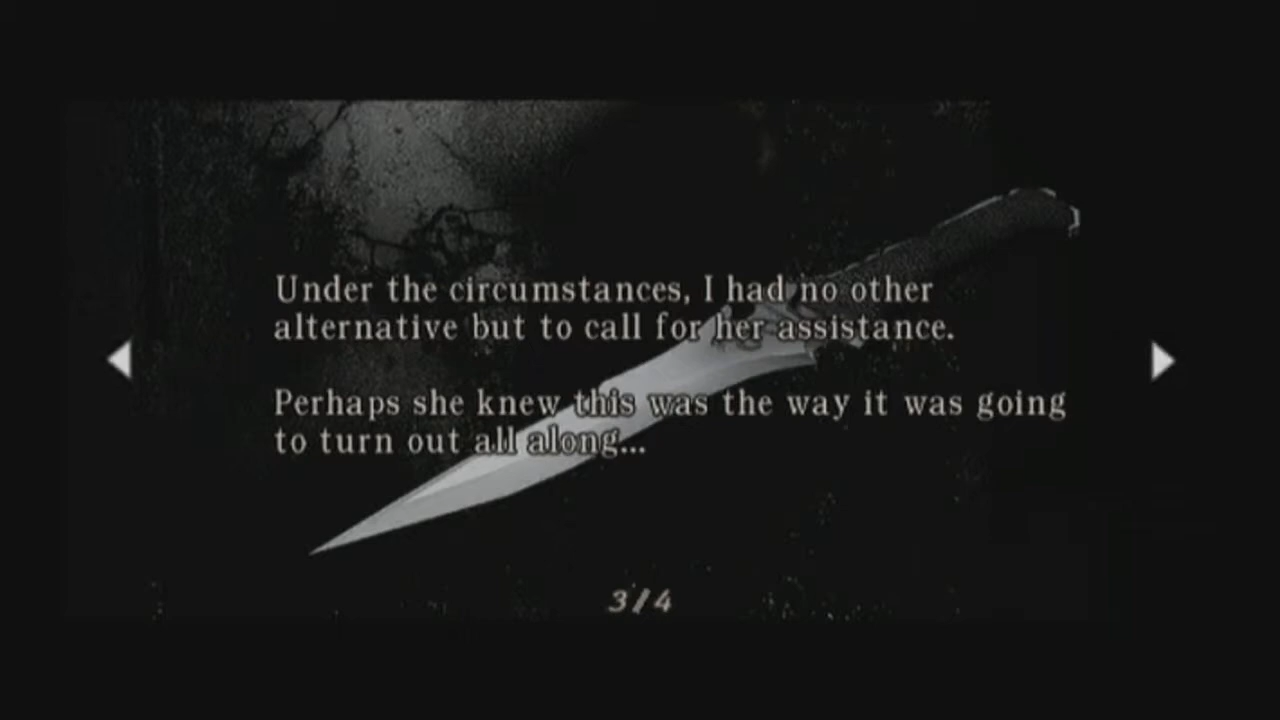 Under the circumstances, I had no other
alternative but to call for her assistance.
Perhaps she knew this was the way it was going
to turn out all along...
3/4